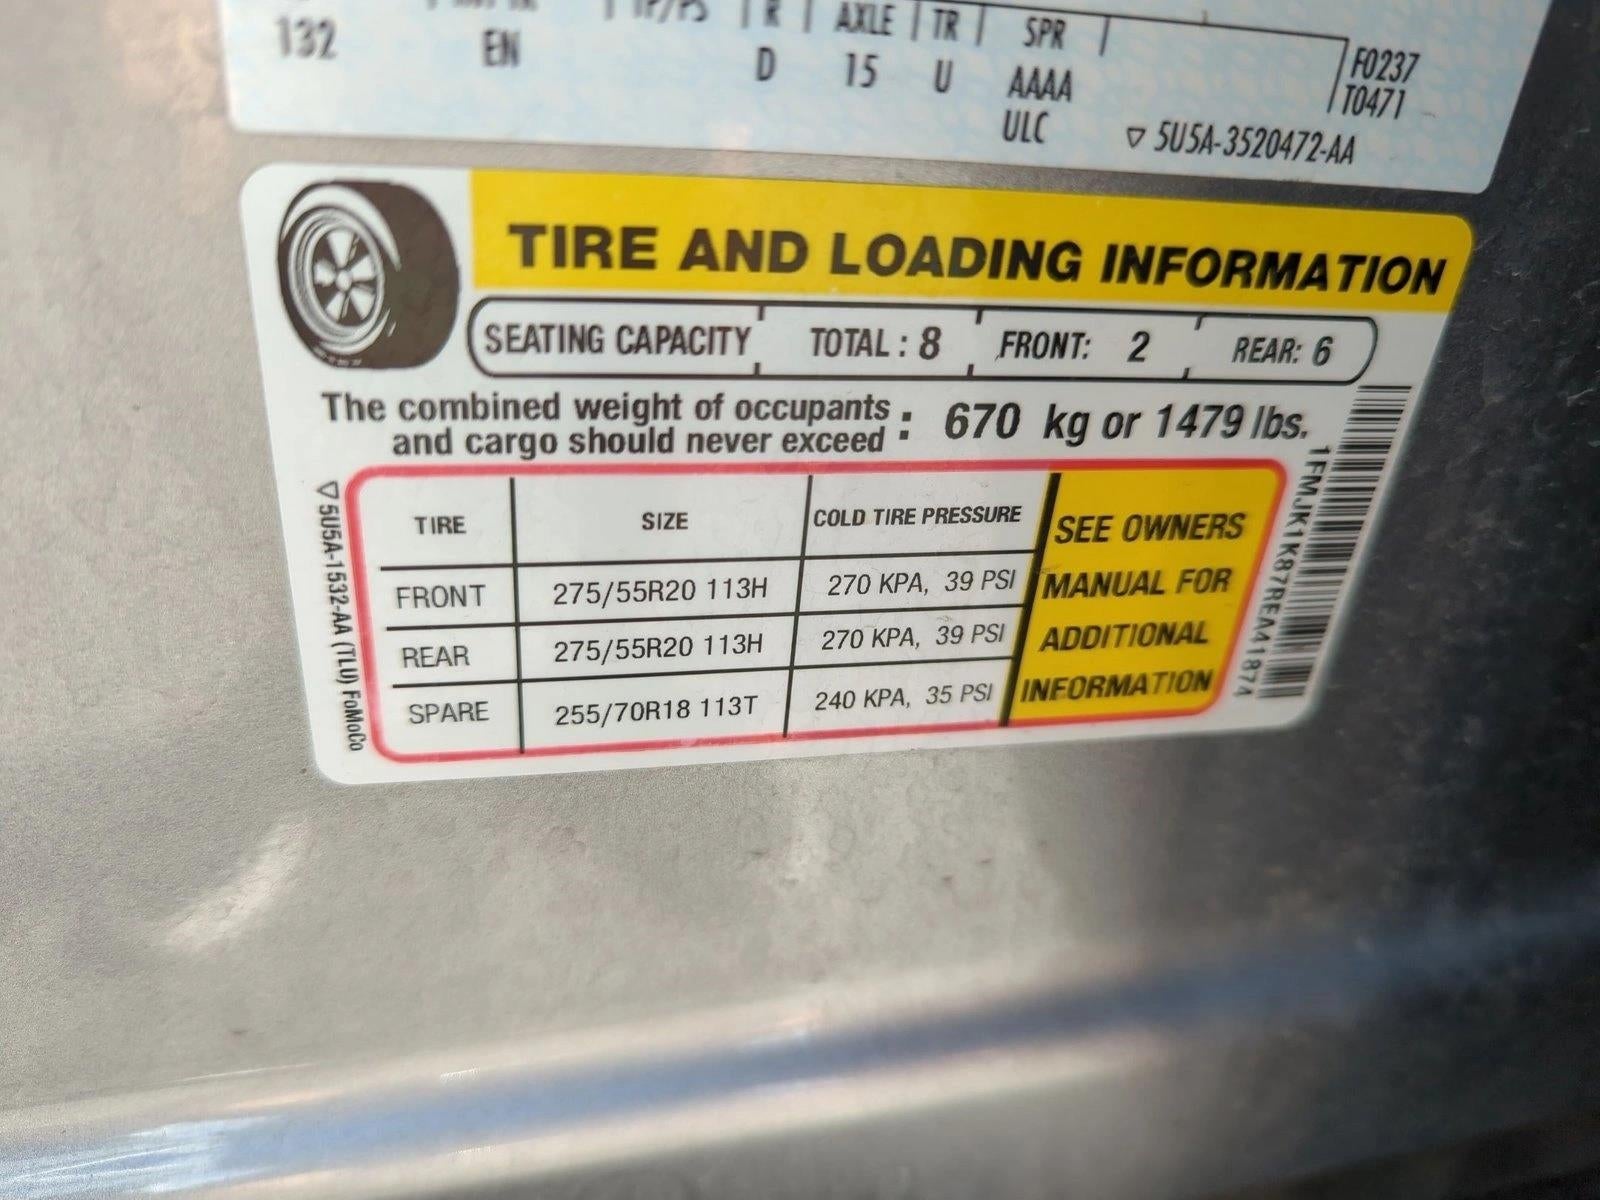 TP/PS R AXLE TR SPR
132 EN D 15 U AAAA
ULC
F0237
T0471
▽ 5U5A-3520472-AA
TIRE AND LOADING INFORMATION
SEATING CAPACITY TOTAL : 8 FRONT: 2 REAR: 6
The combined weight of occupants
and cargo should never exceed : 670 kg or 1479 lbs.
TIRE SIZE COLD TIRE PRESSURE
FRONT 275/55R20 113H 270 KPA, 39 PSI
REAR 275/55R20 113H 270 KPA, 39 PSI
SPARE 255/70R18 113T 240 KPA, 35 PSI
SEE OWNERS
MANUAL FOR
ADDITIONAL
INFORMATION
▽5U5A-1532-AA (TLU) FoMoCo
1FMJK1K87REA41874